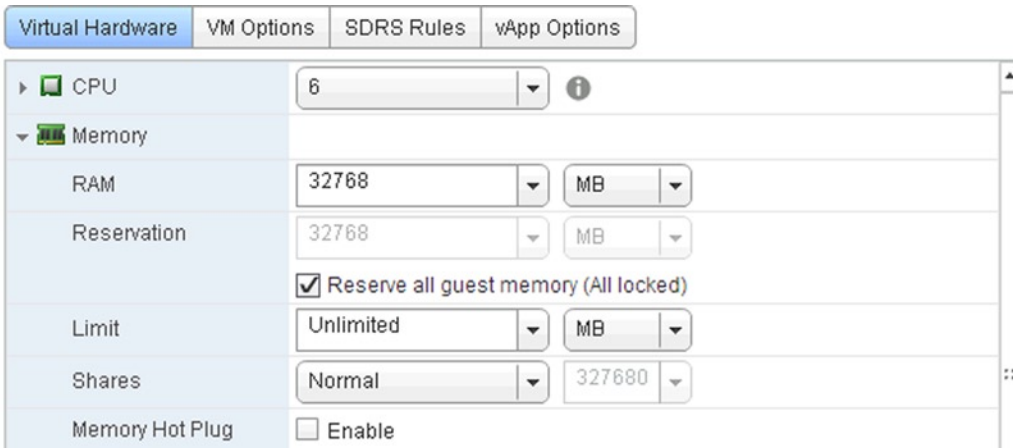 Virtual Hardware VM Options SDRS Rules vApp Options
CPU 6
Memory
RAM 32768 MB
Reservation 32768 MB
Reserve all guest memory (All locked)
Limit Unlimited MB
Shares Normal 327680
Memory Hot Plug Enable